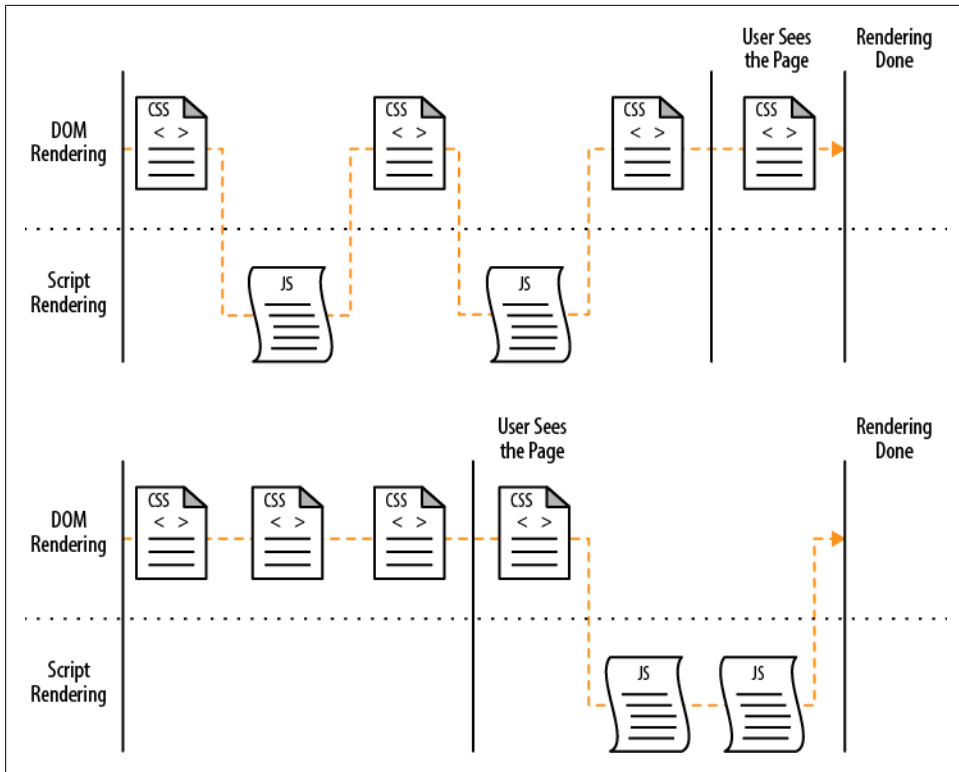 User Sees
the Page
Rendering
Done
DOM
Rendering
CSS
< >
CSS
< >
CSS
< >
CSS
< >
Script
Rendering
JS
JS
User Sees
the Page
Rendering
Done
DOM
Rendering
CSS
< >
CSS
< >
CSS
< >
CSS
< >
Script
Rendering
JS
JS